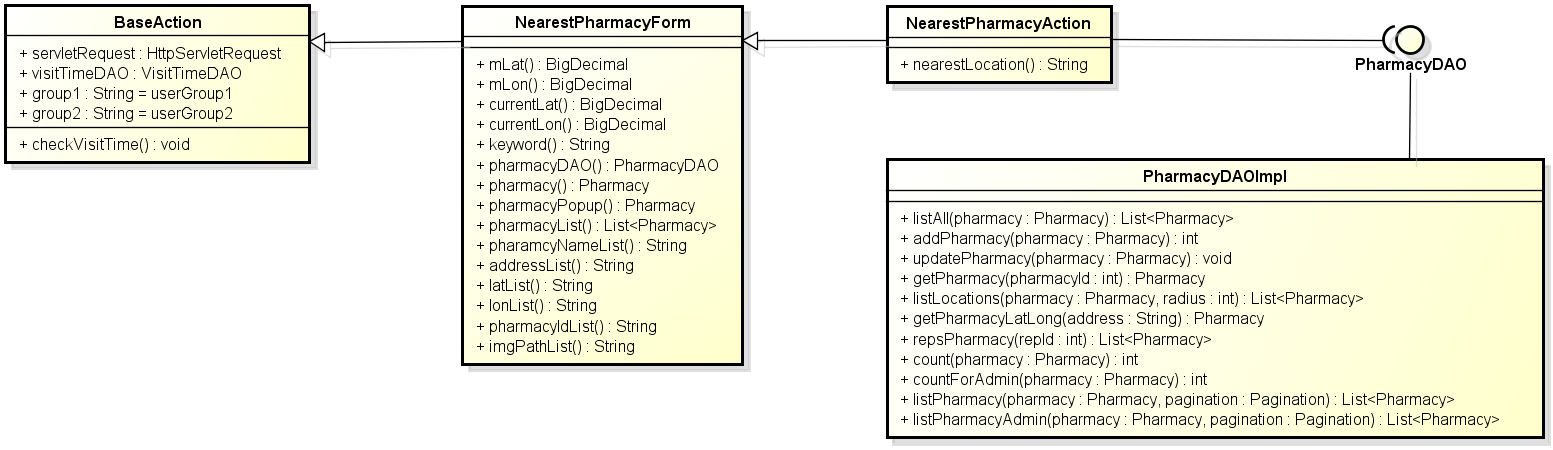 BaseAction
+ servletRequest : HttpServletRequest
+ visitTimeDAO : VisitTimeDAO
+ group1 : String = userGroup1
+ group2 : String = userGroup2
+ checkVisitTime() : void
NearestPharmacyForm
+ mLat() : BigDecimal
+ mLon() : BigDecimal
+ currentLat() : BigDecimal
+ currentLon() : BigDecimal
+ keyword() : String
+ pharmacyDAO() : PharmacyDAO
+ pharmacy() : Pharmacy
+ pharmacyPopup() : Pharmacy
+ pharmacyList() : List<Pharmacy>
+ pharamcyNameList() : String
+ addressList() : String
+ latList() : String
+ lonList() : String
+ pharmacyIdList() : String
+ imgPathList() : String
NearestPharmacyAction
+ nearestLocation() : String
PharmacyDAO
PharmacyDAOImpl
+ listAll(pharmacy : Pharmacy) : List<Pharmacy>
+ addPharmacy(pharmacy : Pharmacy) : int
+ updatePharmacy(pharmacy : Pharmacy) : void
+ getPharmacy(pharmacyId : int) : Pharmacy
+ listLocations(pharmacy : Pharmacy, radius : int) : List<Pharmacy>
+ getPharmacyLatLong(address : String) : Pharmacy
+ repsPharmacy(repId : int) : List<Pharmacy>
+ count(pharmacy : Pharmacy) : int
+ countForAdmin(pharmacy : Pharmacy) : int
+ listPharmacy(pharmacy : Pharmacy, pagination : Pagination) : List<Pharmacy>
+ listPharmacyAdmin(pharmacy : Pharmacy, pagination : Pagination) : List<Pharmacy>